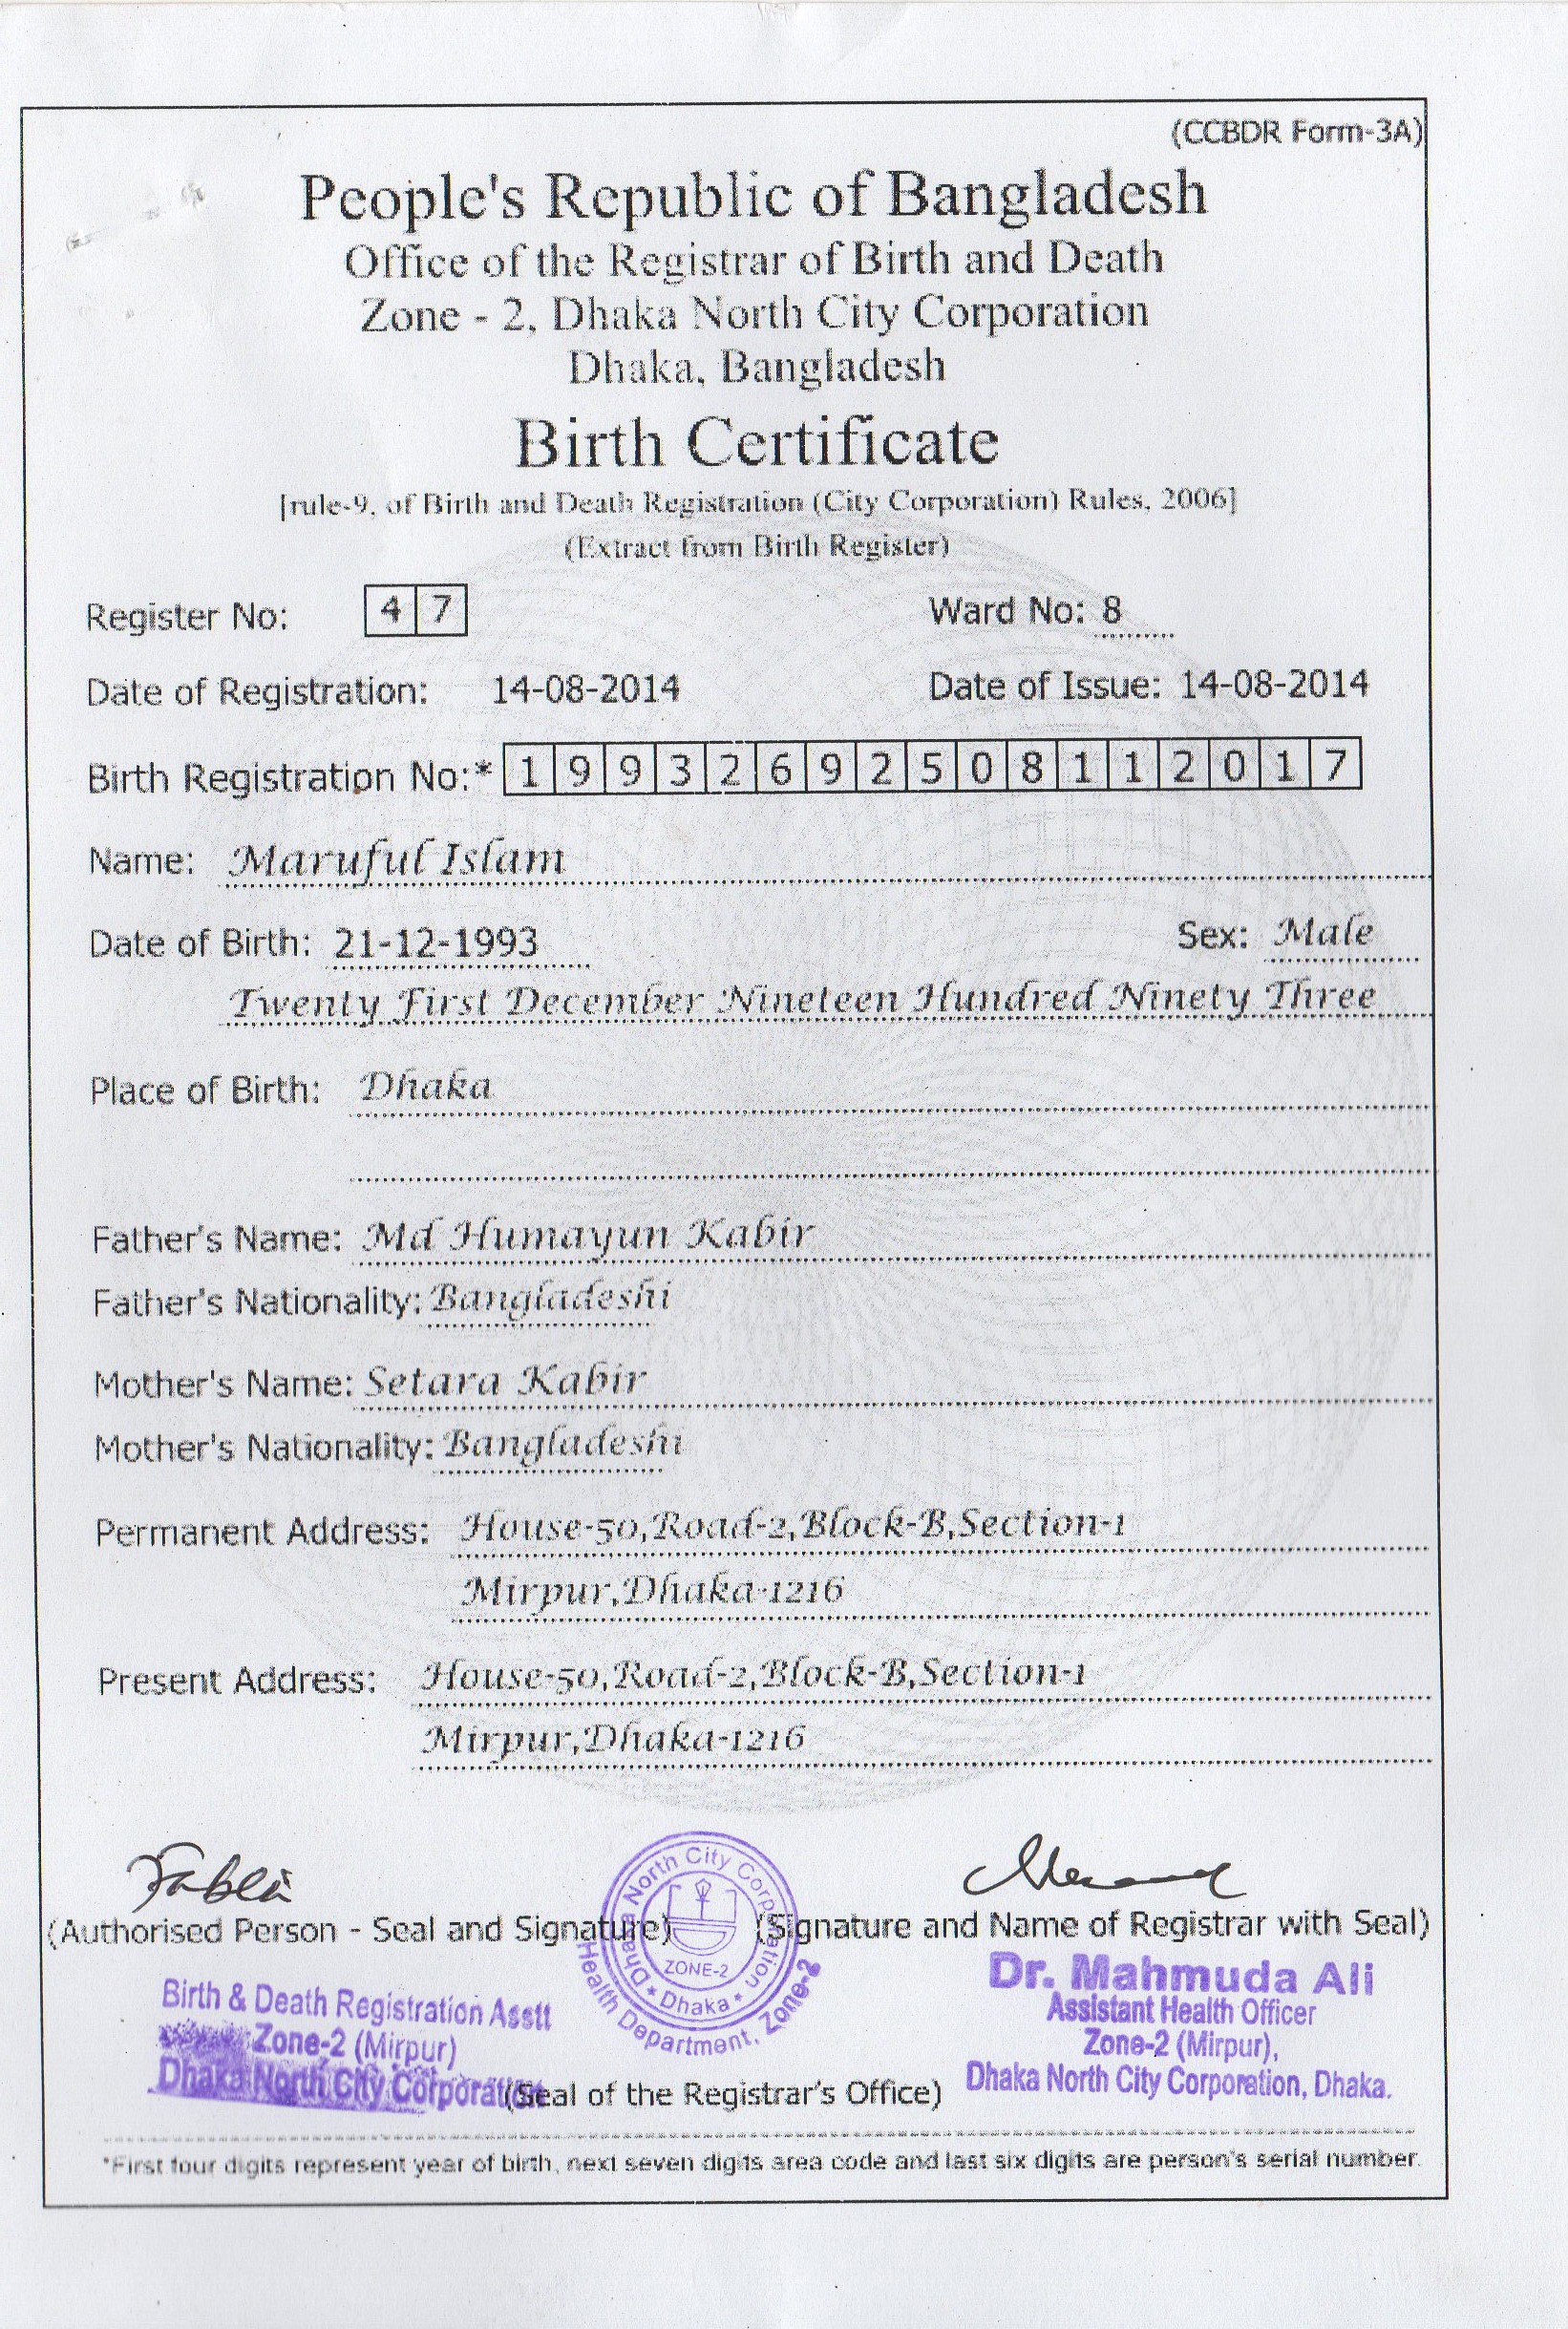 (CCBDR Form-3A)
People's Republic of Bangladesh
Office of the Registrar of Birth and Death
Zone - 2, Dhaka North City Corporation
Dhaka, Bangladesh
Birth Certificate
[rule-9, of Birth and Death Registration (City Corporation) Rules, 2006]
(Extract from Birth Register)
Register No: 4 7 Ward No: 8
Date of Registration: 14-08-2014 Date of Issue: 14-08-2014
Birth Registration No:* 1 9 9 3 2 6 9 2 5 0 8 1 1 2 0 1 7
Name: Maruful Islam
Date of Birth: 21-12-1993 Sex: Male
Twenty First December Nineteen Hundred Ninety Three
Place of Birth: Dhaka
Father's Name: Md Humayun Kabir
Father's Nationality: Bangladeshi
Mother's Name: Setara Kabir
Mother's Nationality: Bangladeshi
Permanent Address: House-50,Road-2,Block-B,Section-1
Mirpur,Dhaka-1216
Present Address: House-50,Road-2,Block-B,Section-1
Mirpur,Dhaka-1216
(Authorised Person - Seal and Signature) (Signature and Name of Registrar with Seal)
Birth & Death Registration Asstt
Zone-2 (Mirpur)
Dhaka North City Corporation
Dhaka North City Corporation
ZONE-2
* Dhaka *
Health Department, Zone-2
Dr. Mahmuda Ali
Assistant Health Officer
Zone-2 (Mirpur),
Dhaka North City Corporation, Dhaka.
(Seal of the Registrar's Office)
*First four digits represent year of birth, next seven digits area code and last six digits are person's serial number.